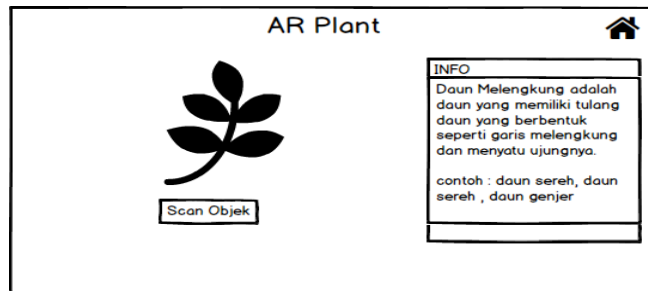 AR Plant
INFO
Daun Melengkung adalah
daun yang memiliki tulang
daun yang berbentuk
seperti garis melengkung
dan menyatu ujungnya.
contoh : daun sereh, daun
sereh , daun genjer
Scan Objek